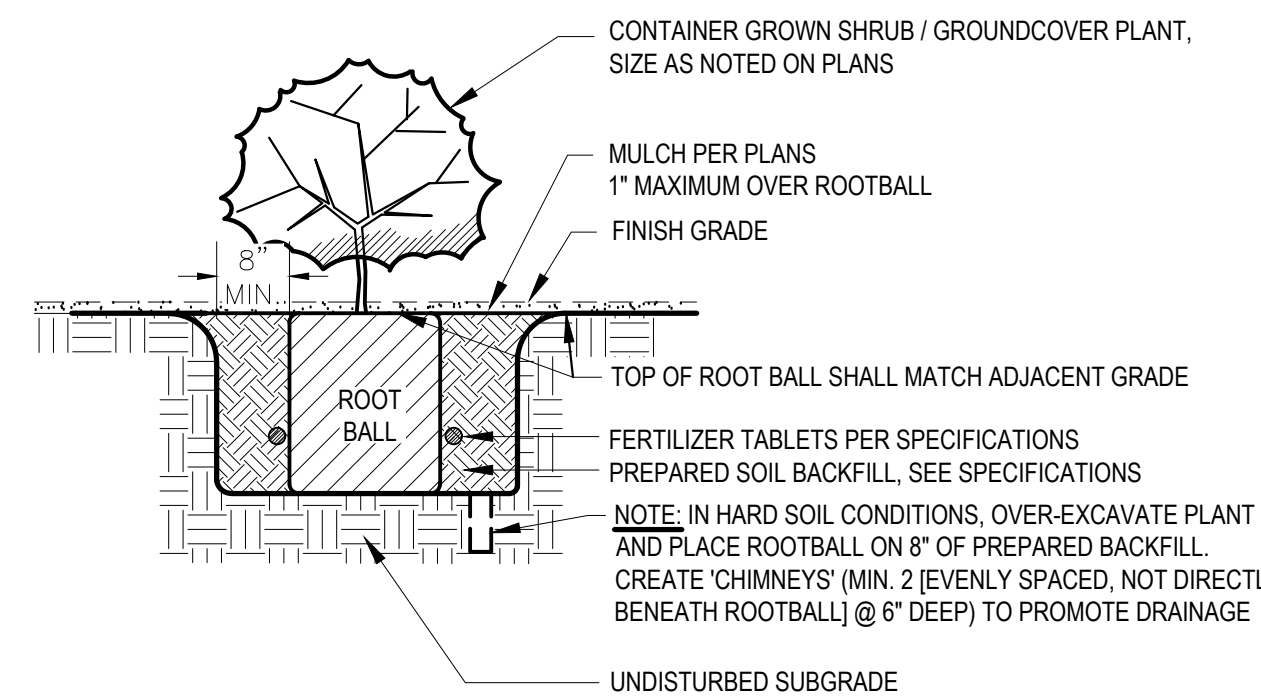 CONTAINER GROWN SHRUB / GROUNDCOVER PLANT,
SIZE AS NOTED ON PLANS
MULCH PER PLANS
1" MAXIMUM OVER ROOTBALL
FINISH GRADE
8"
MIN
TOP OF ROOT BALL SHALL MATCH ADJACENT GRADE
ROOT
BALL
FERTILIZER TABLETS PER SPECIFICATIONS
PREPARED SOIL BACKFILL, SEE SPECIFICATIONS
NOTE: IN HARD SOIL CONDITIONS, OVER-EXCAVATE PLANT
AND PLACE ROOTBALL ON 8" OF PREPARED BACKFILL.
CREATE 'CHIMNEYS' (MIN. 2 [EVENLY SPACED, NOT DIRECTL
BENEATH ROOTBALL] @ 6" DEEP) TO PROMOTE DRAINAGE
UNDISTURBED SUBGRADE